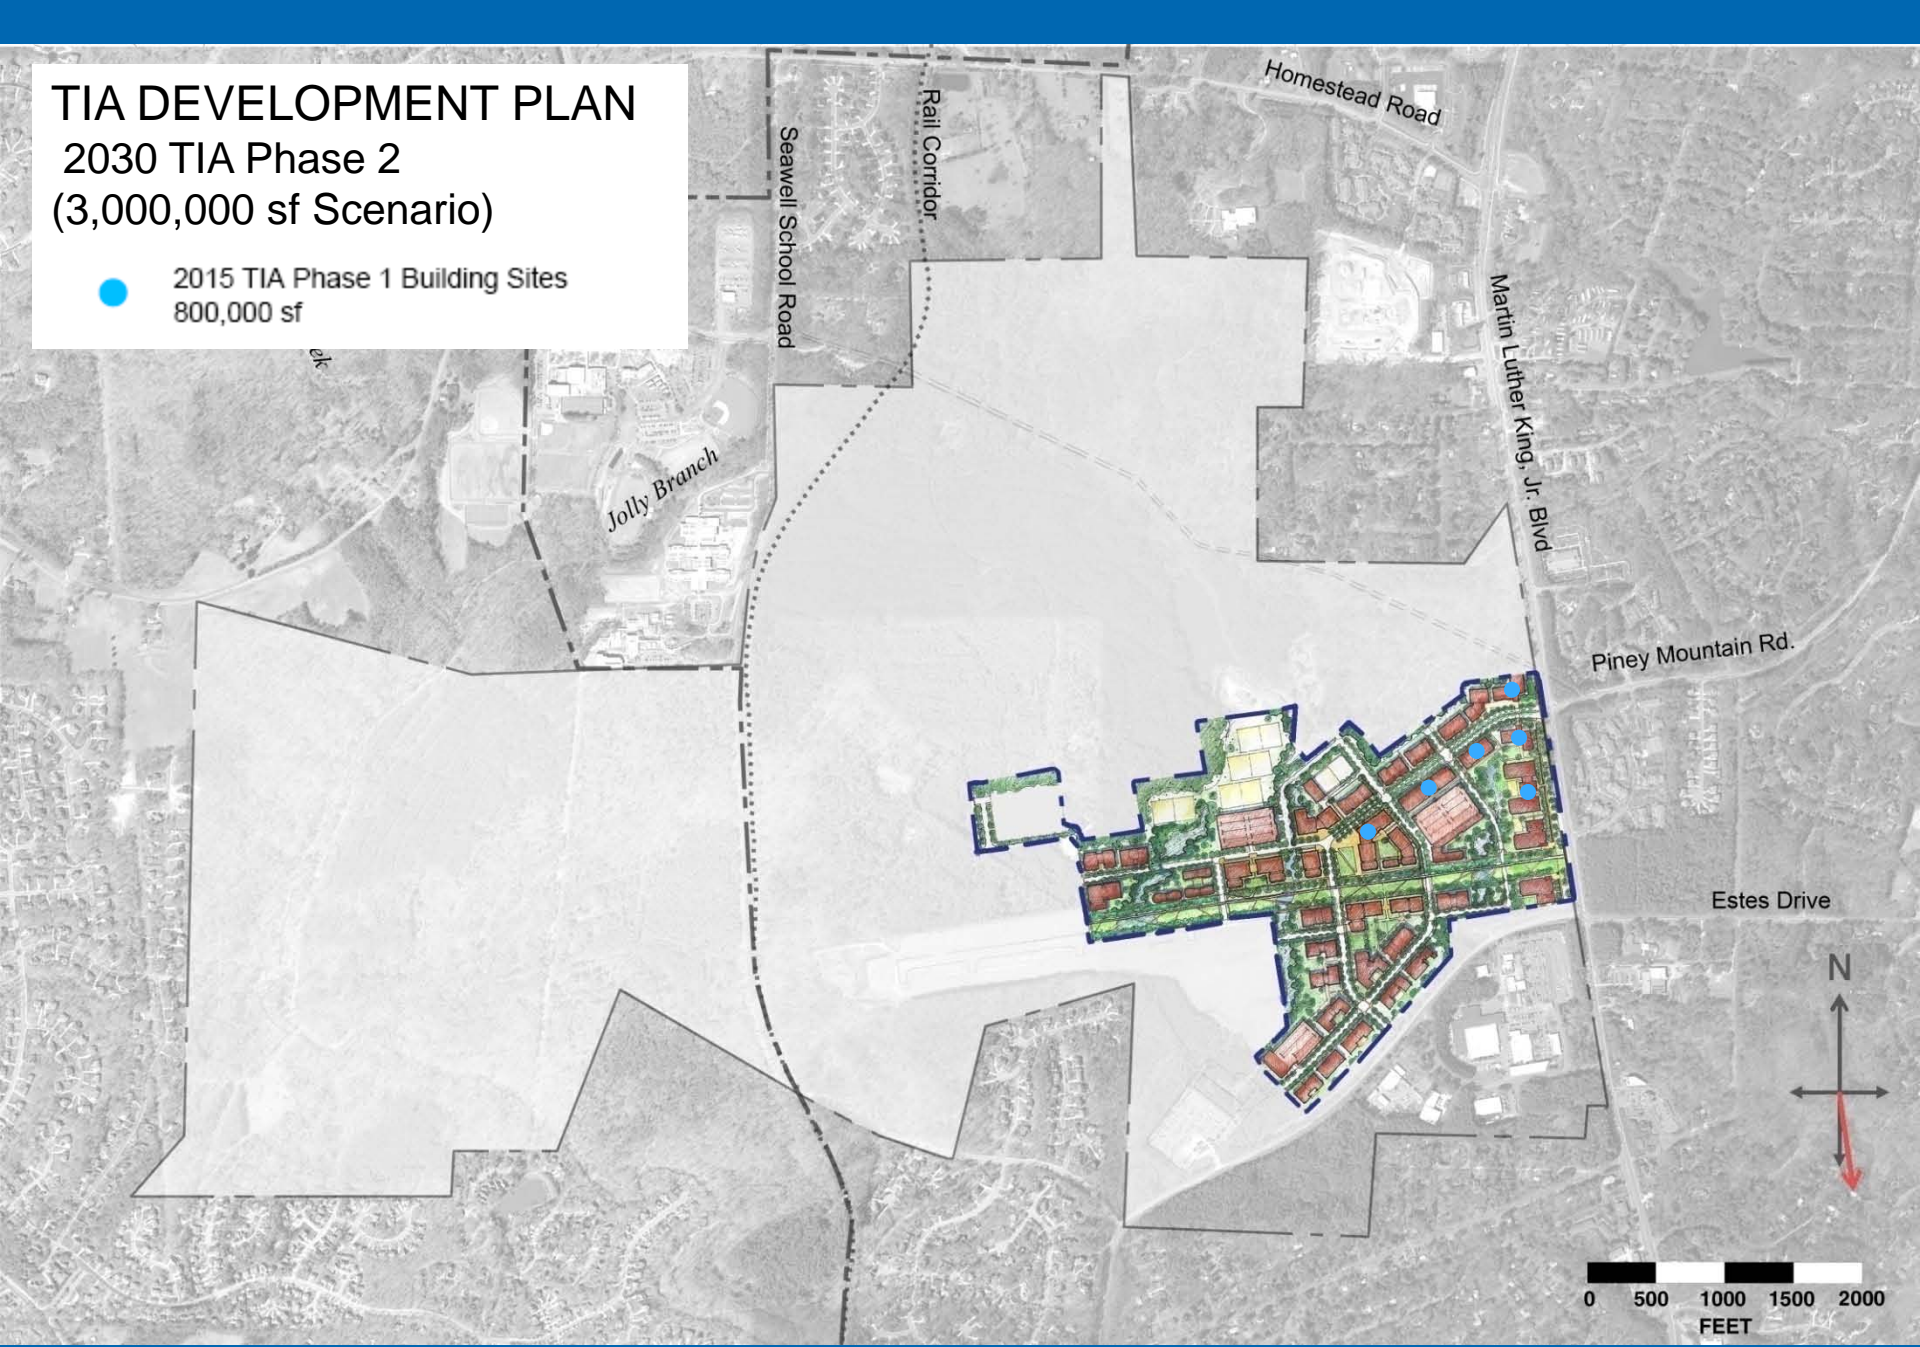 TIA DEVELOPMENT PLAN
2030 TIA Phase 2
(3,000,000 sf Scenario)
2015 TIA Phase 1 Building Sites
800,000 sf
ek
Jolly Branch
Seawell School Road
Rail Corridor
Homestead Road
Martin Luther King, Jr. Blvd
Piney Mountain Rd.
Estes Drive
N
0 500 1000 1500 2000
FEET